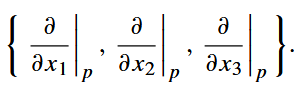 { ∂/∂x₁|ₚ , ∂/∂x₂|ₚ , ∂/∂x₃|ₚ }.